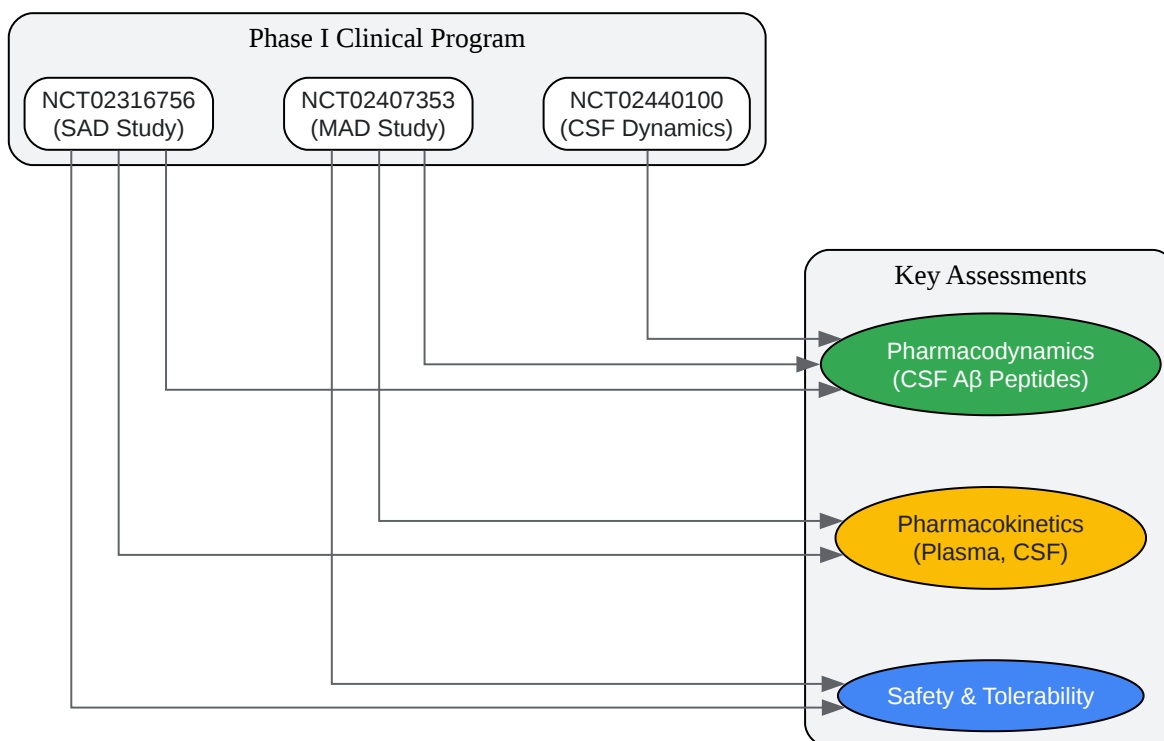 Phase I Clinical Program
NCT02316756
(SAD Study)
NCT02407353
(MAD Study)
NCT02440100
(CSF Dynamics)
Key Assessments
Pharmacodynamics
(CSF Aβ Peptides)
Pharmacokinetics
(Plasma, CSF)
Safety & Tolerability